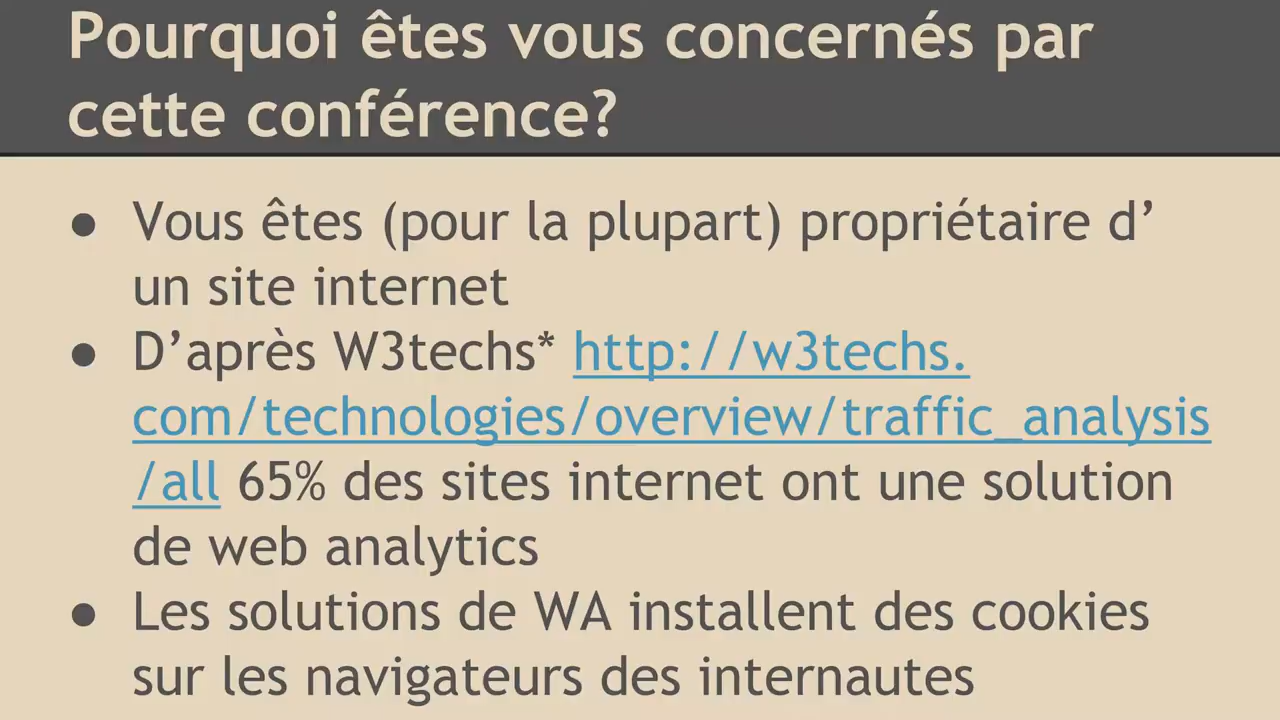 Pourquoi êtes vous concernés par
cette conférence?
● Vous êtes (pour la plupart) propriétaire d’
un site internet
● D’après W3techs* http://w3techs.
com/technologies/overview/traffic_analysis
/all 65% des sites internet ont une solution
de web analytics
● Les solutions de WA installent des cookies
sur les navigateurs des internautes